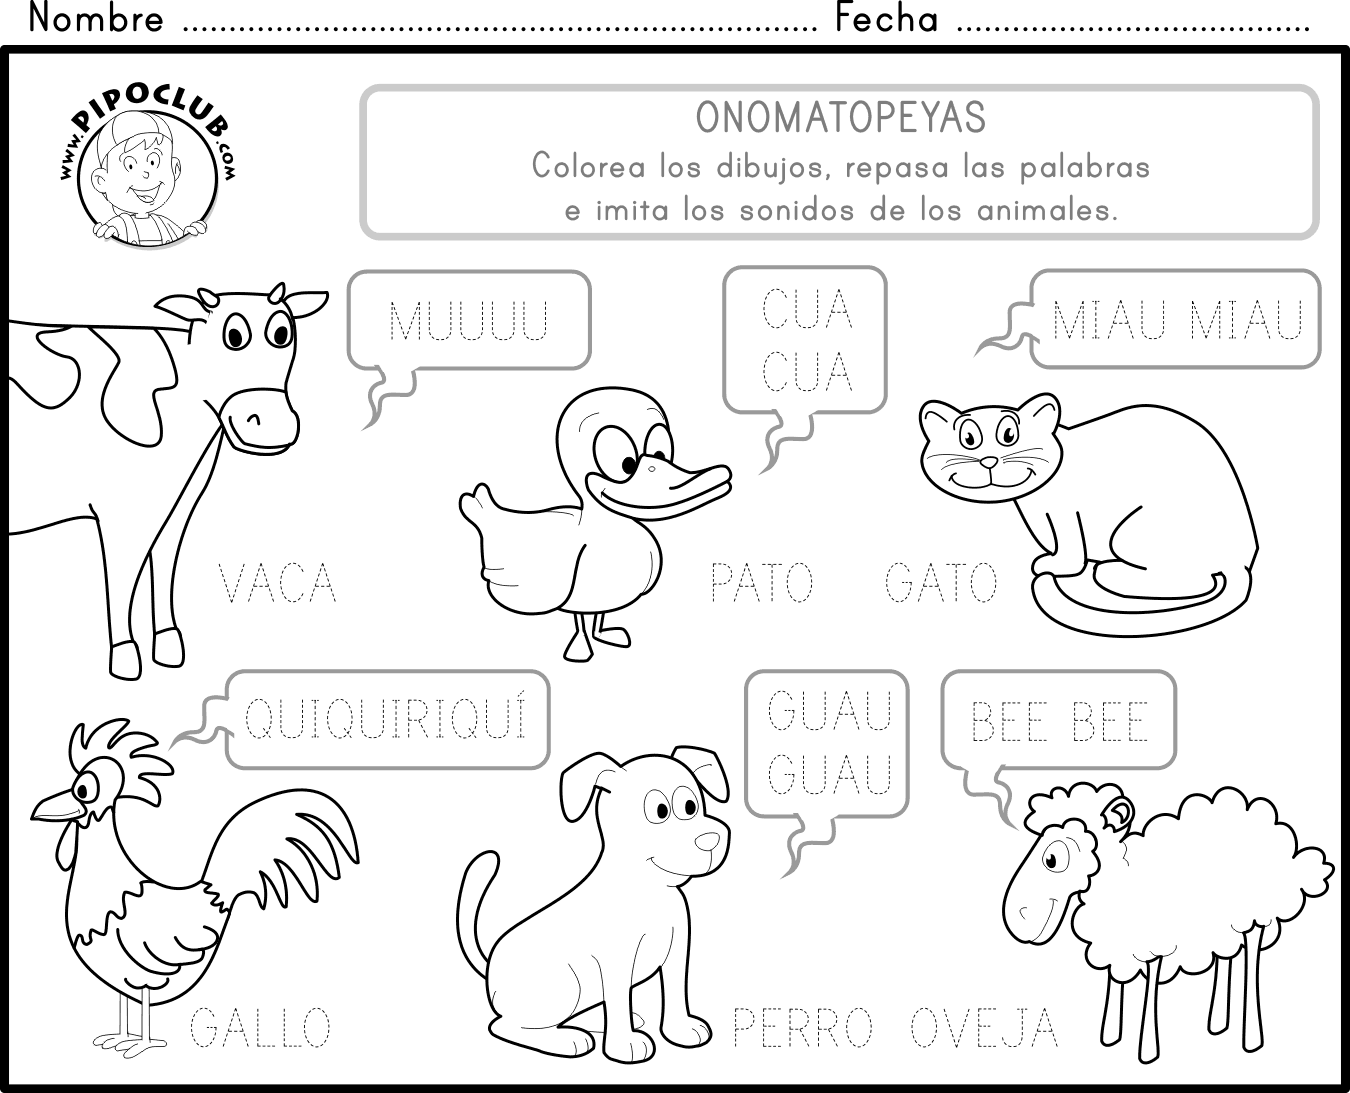 Nombre ........................................ Fecha ........................................
www.PIPOCLUB.com
ONOMATOPEYAS
Colorea los dibujos, repasa las palabras
e imita los sonidos de los animales.
MUUUU
CUA
CUA
MIAU MIAU
VACA
PATO
GATO
QUIQUIRIQUÍ
GUAU
GUAU
BEE BEE
GALLO
PERRO
OVEJA